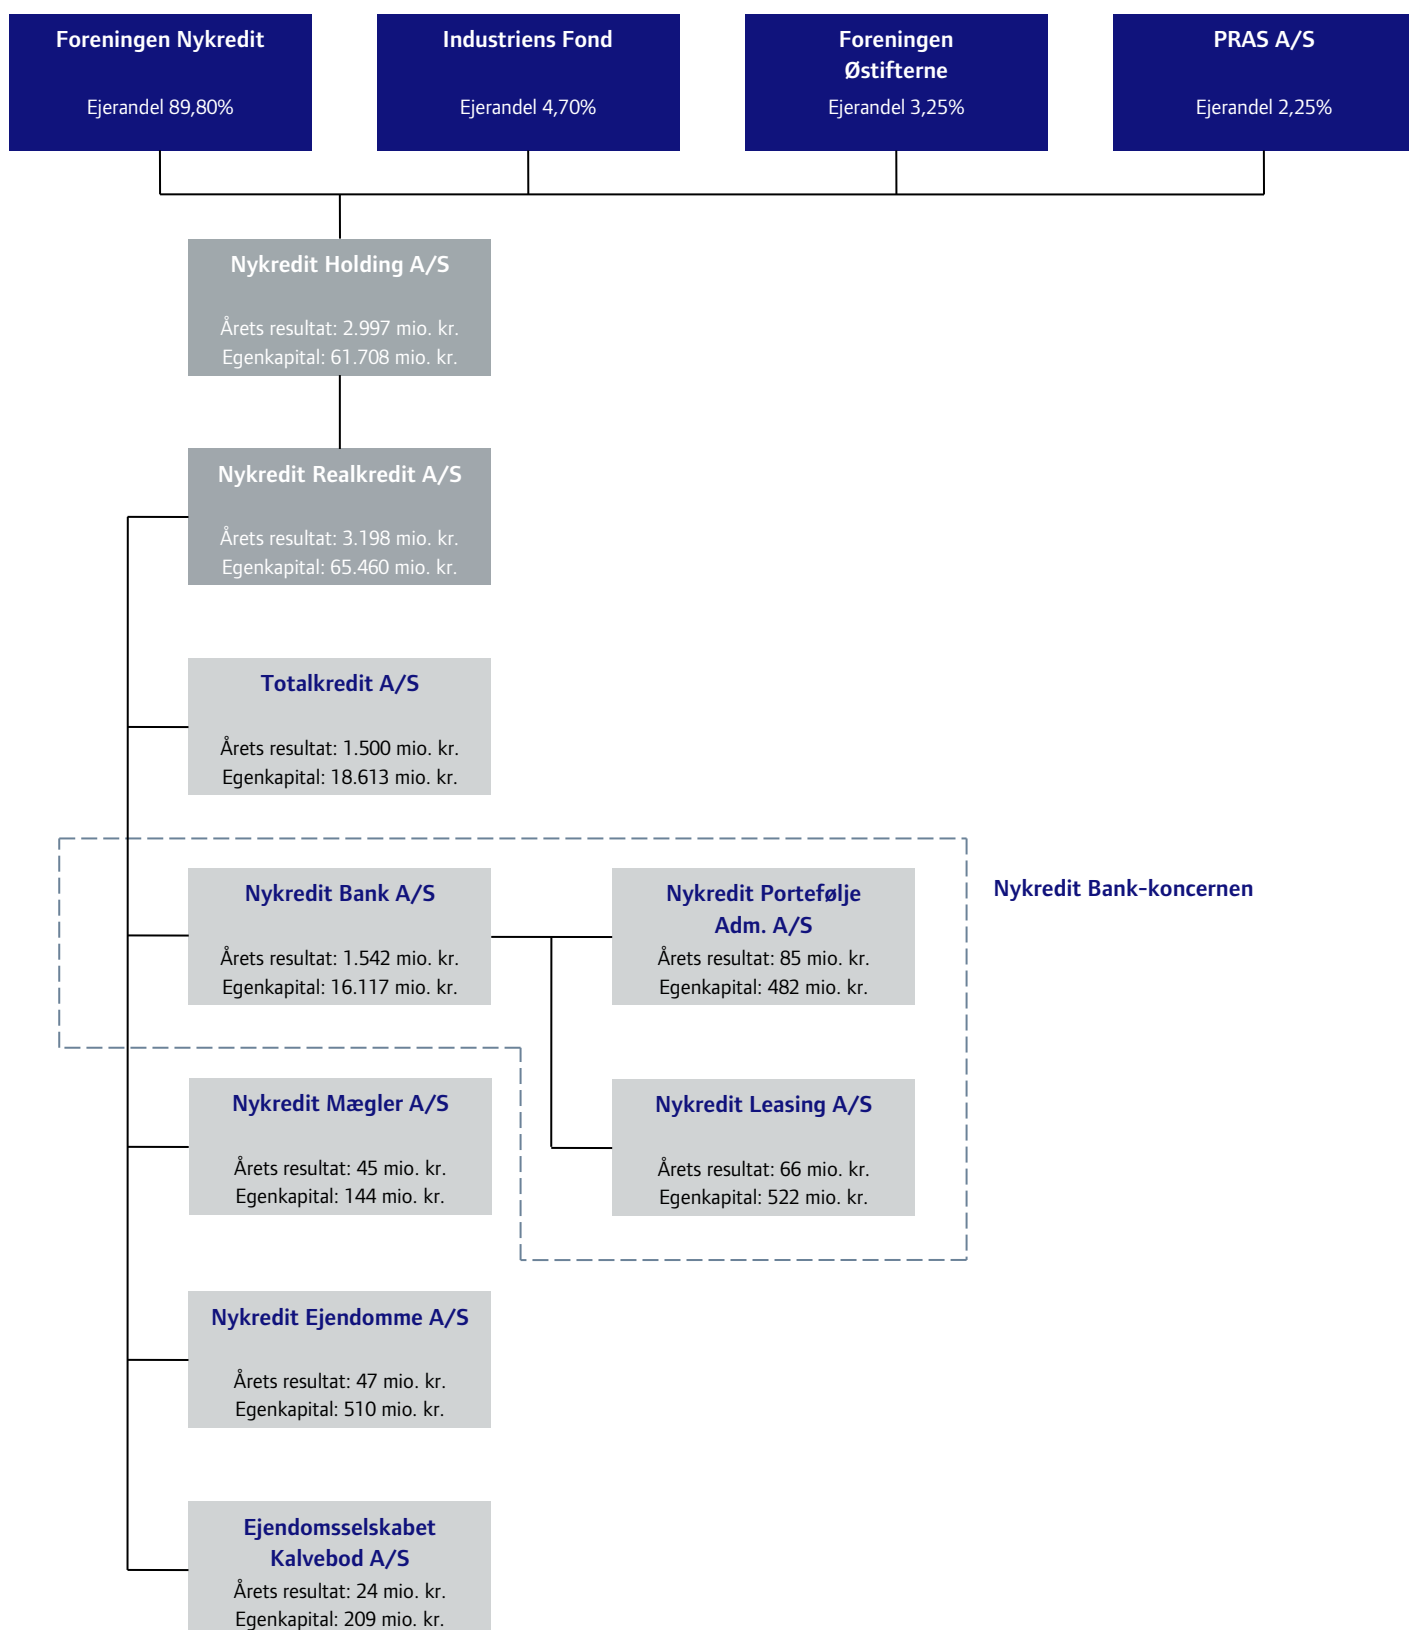 Foreningen Nykredit
Ejerandel 89,80%
Industriens Fond
Ejerandel 4,70%
Foreningen
Østifterne
Ejerandel 3,25%
PRAS A/S
Ejerandel 2,25%
Nykredit Holding A/S
Årets resultat: 2.997 mio. kr.
Egenkapital: 61.708 mio. kr.
Nykredit Realkredit A/S
Årets resultat: 3.198 mio. kr.
Egenkapital: 65.460 mio. kr.
Totalkredit A/S
Årets resultat: 1.500 mio. kr.
Egenkapital: 18.613 mio. kr.
Nykredit Bank A/S
Årets resultat: 1.542 mio. kr.
Egenkapital: 16.117 mio. kr.
Nykredit Portefølje
Adm. A/S
Årets resultat: 85 mio. kr.
Egenkapital: 482 mio. kr.
Nykredit Bank-koncernen
Nykredit Mægler A/S
Årets resultat: 45 mio. kr.
Egenkapital: 144 mio. kr.
Nykredit Leasing A/S
Årets resultat: 66 mio. kr.
Egenkapital: 522 mio. kr.
Nykredit Ejendomme A/S
Årets resultat: 47 mio. kr.
Egenkapital: 510 mio. kr.
Ejendomsselskabet
Kalvebod A/S
Årets resultat: 24 mio. kr.
Egenkapital: 209 mio. kr.